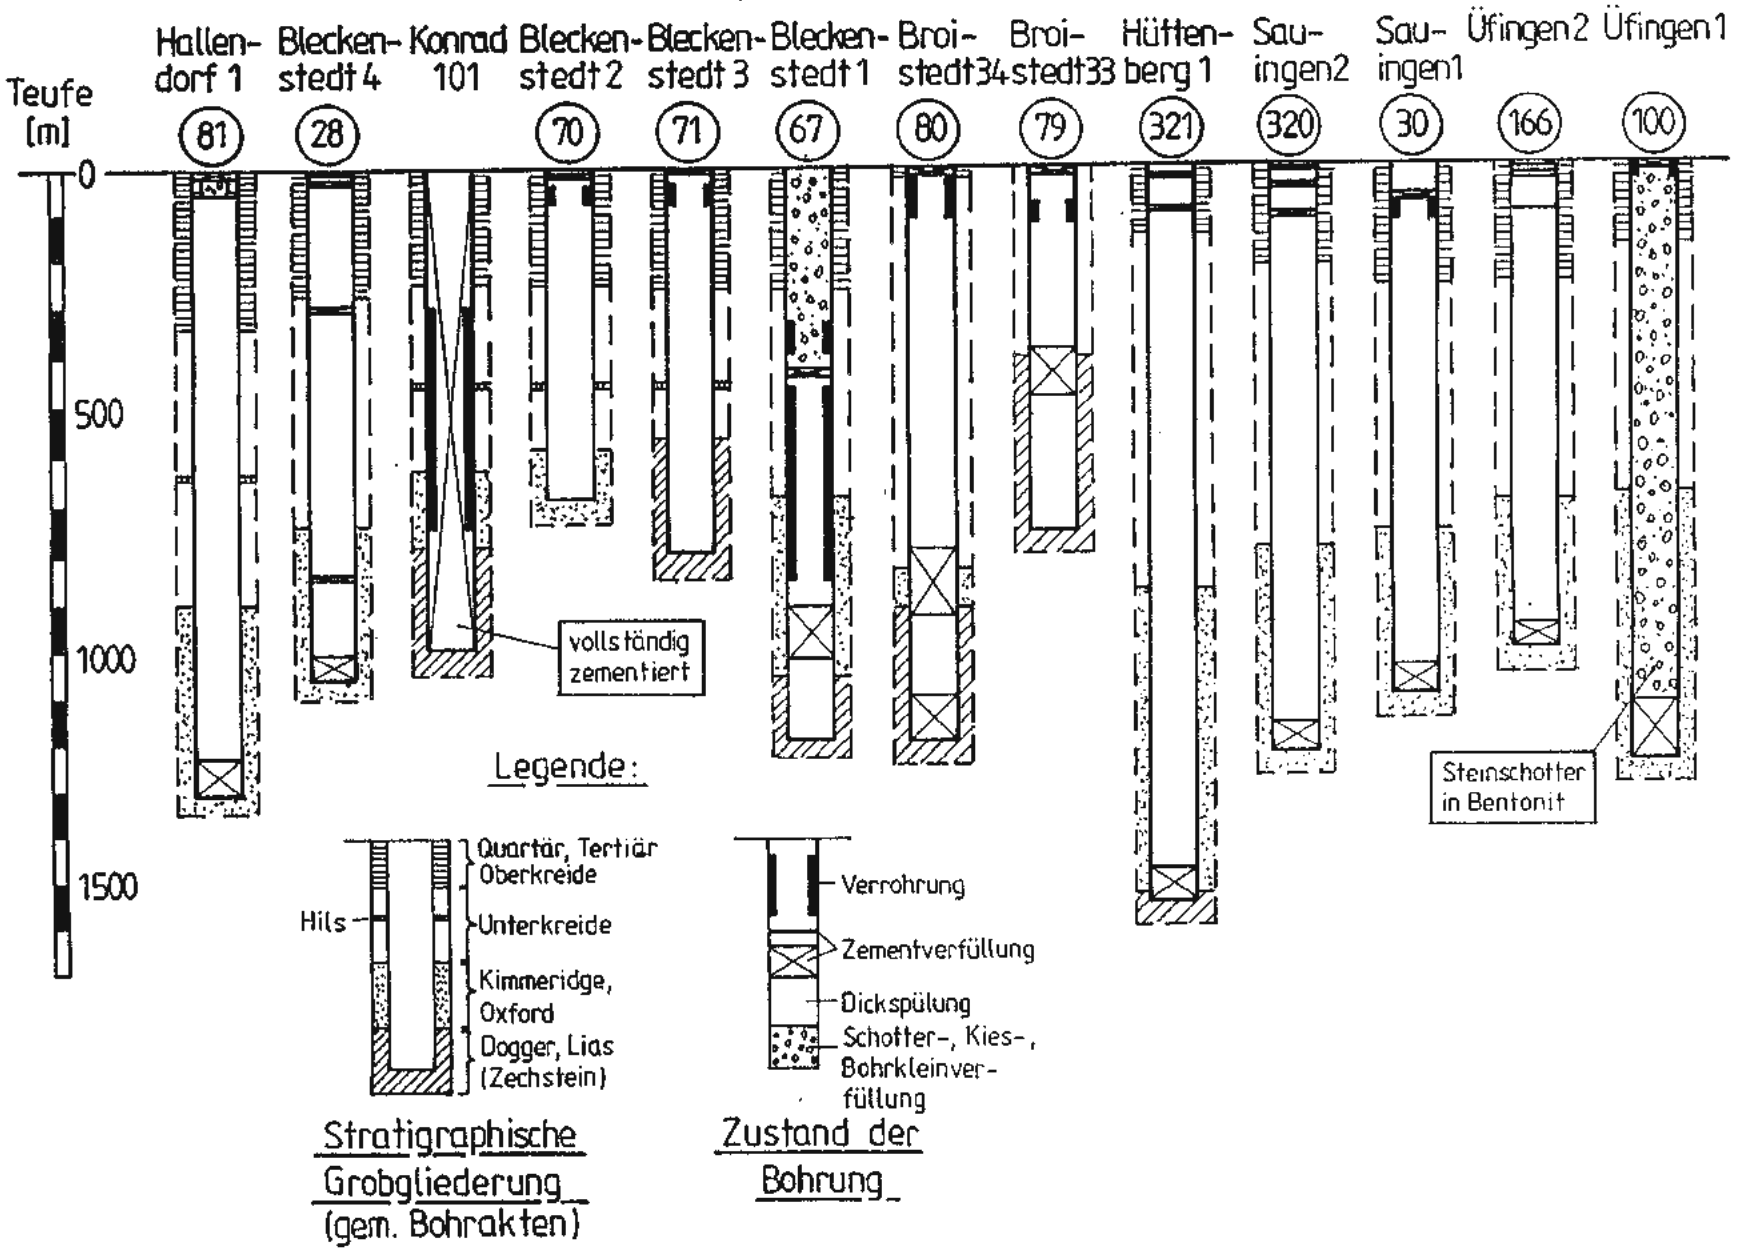 Hallen-
dorf 1
Blecken-
stedt 4
Konrad
101
Blecken-
stedt 2
Blecken-
stedt 3
Blecken-
stedt 1
Broi-
stedt 34
Broi-
stedt 33
Hütten-
berg 1
Sau-
ingen 2
Sau-
ingen 1
Üfingen 2
Üfingen 1
Teufe
[m]
81
28
70
71
67
80
79
321
320
30
166
100
0
500
1000
1500
vollständig
zementiert
Steinschotter
in Bentonit
Legende:
Quartär, Tertiär
Oberkreide
Hils
Unterkreide
Kimmeridge,
Oxford
Dogger, Lias
(Zechstein)
Stratigraphische
Grobgliederung
(gem. Bohrakten)
Verrohrung
Zementverfüllung
Dickspülung
Schotter-, Kies-,
Bohrkleinver-
füllung
Zustand der
Bohrung